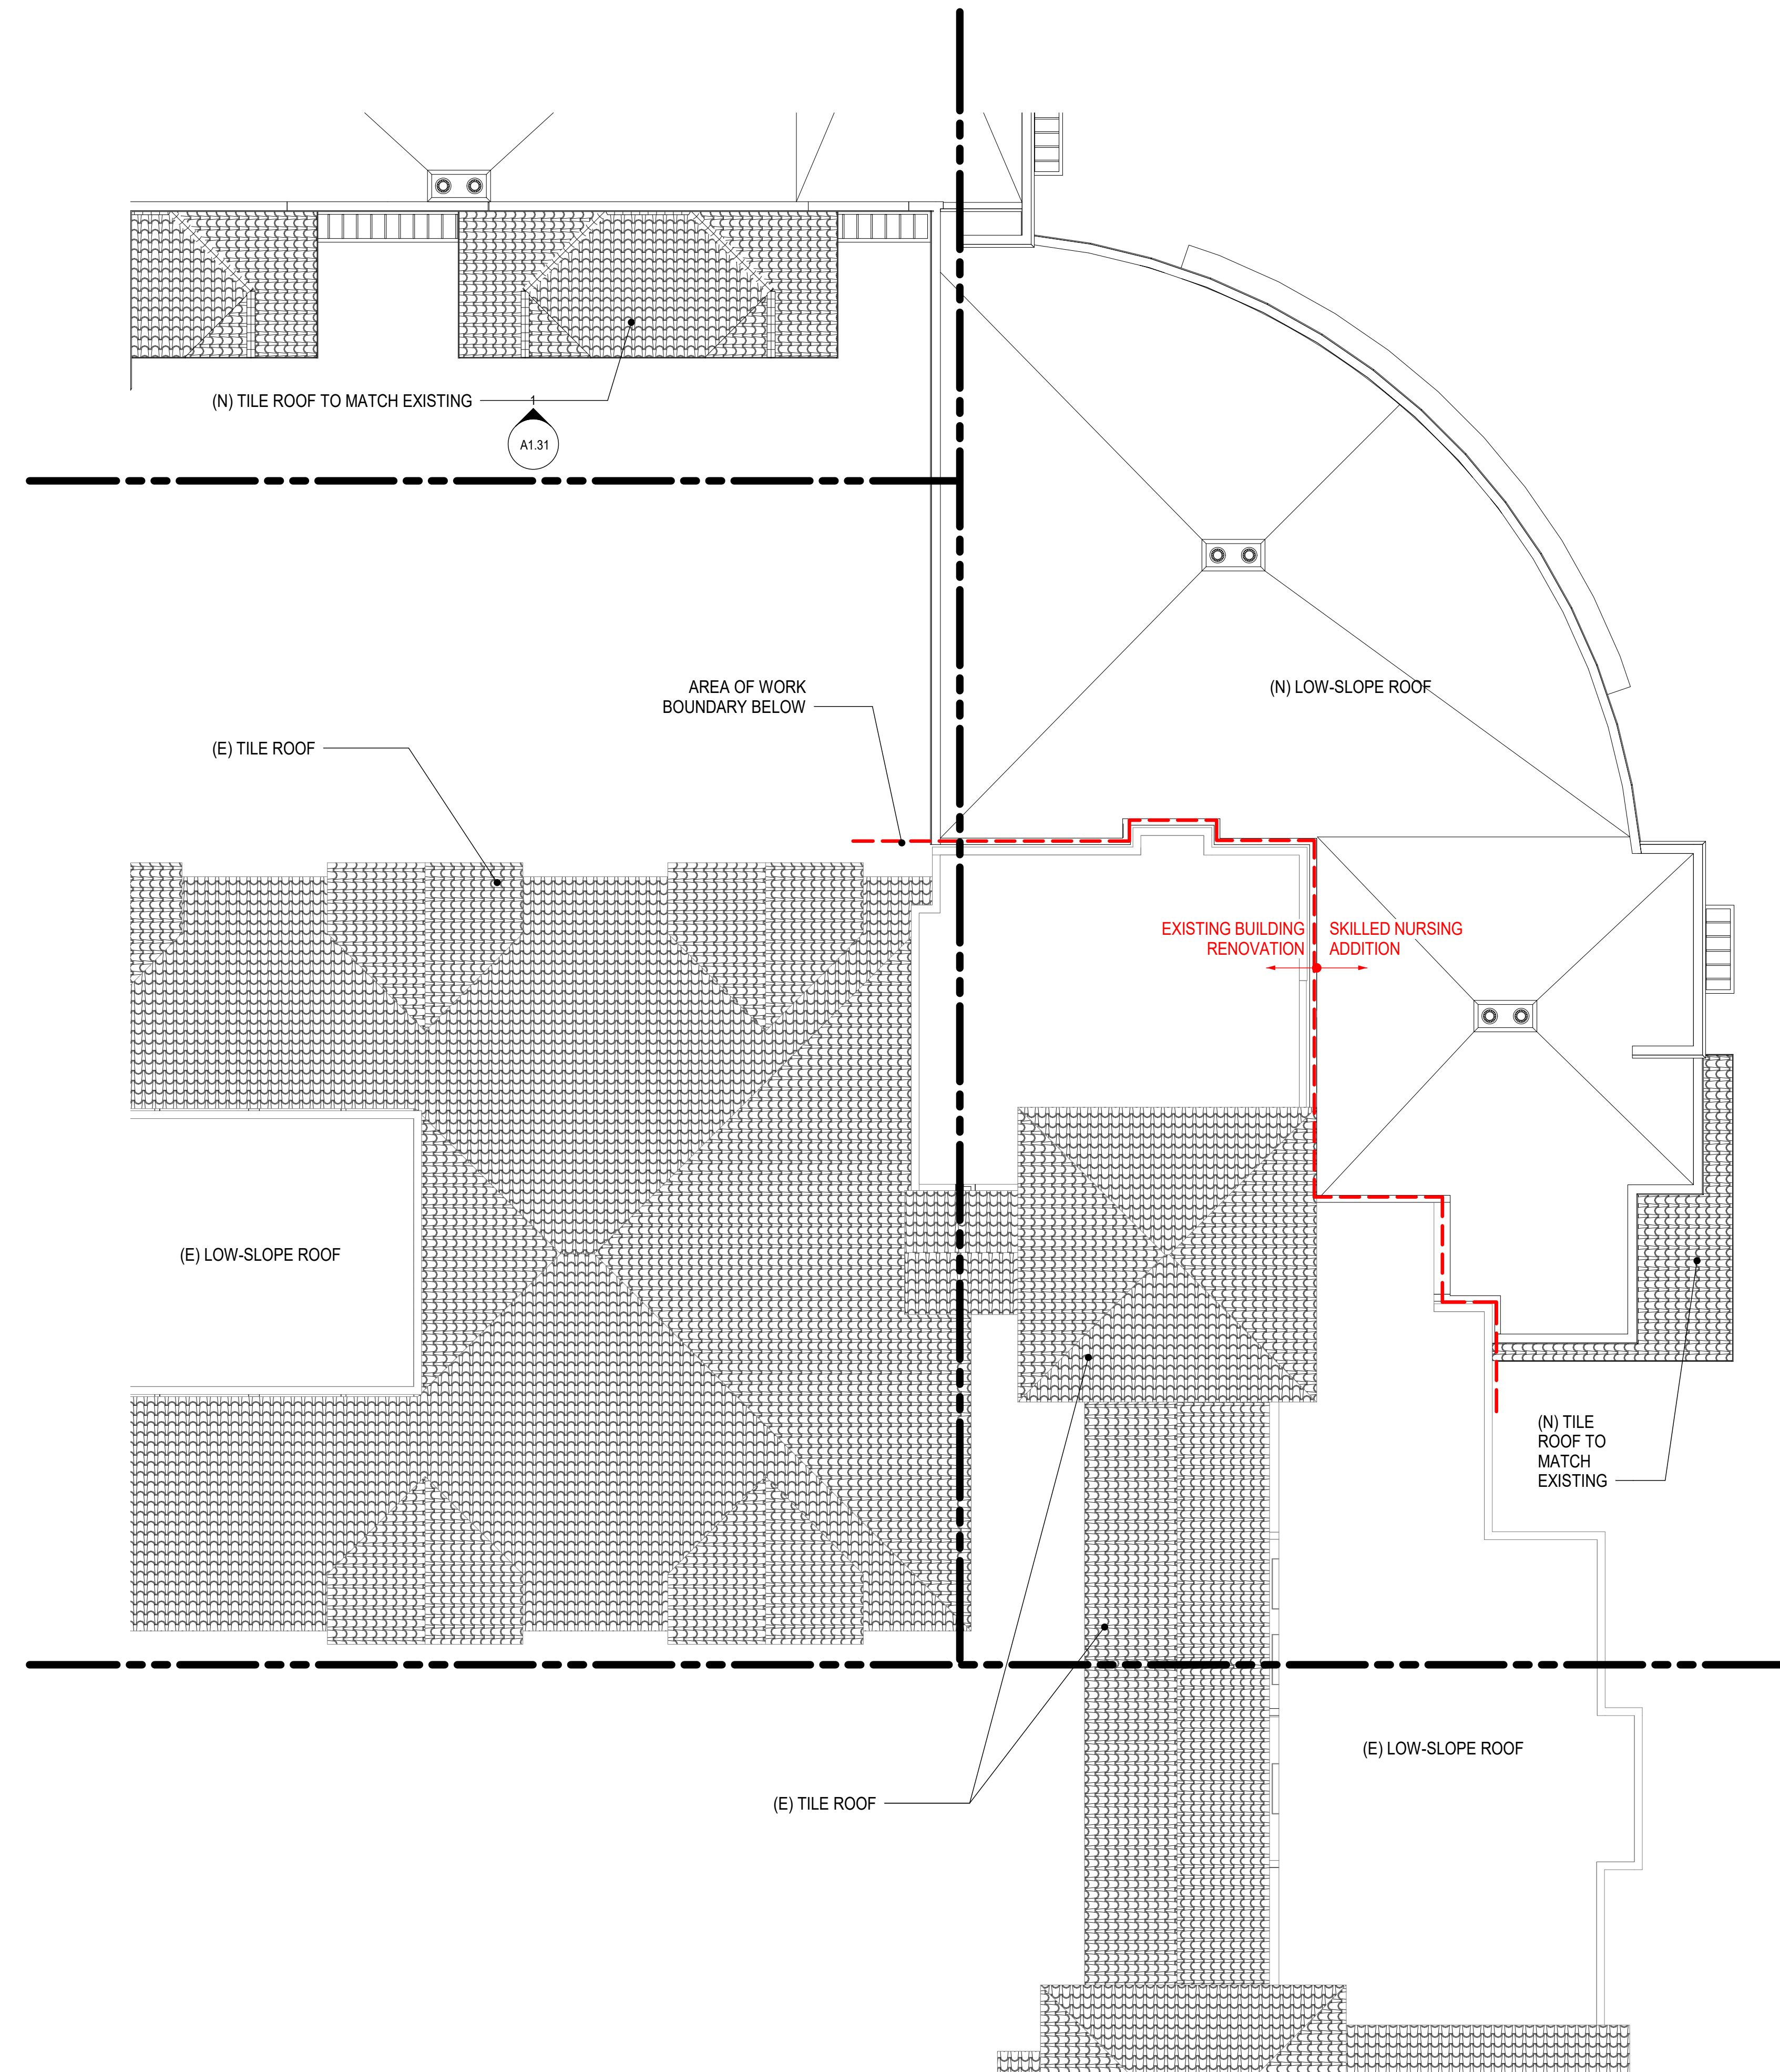 (N) TILE ROOF TO MATCH EXISTING
1
A1.31
AREA OF WORK
BOUNDARY BELOW
(N) LOW-SLOPE ROOF
(E) TILE ROOF
EXISTING BUILDING
RENOVATION
SKILLED NURSING
ADDITION
(E) LOW-SLOPE ROOF
(N) TILE
ROOF TO
MATCH
EXISTING
(E) LOW-SLOPE ROOF
(E) TILE ROOF